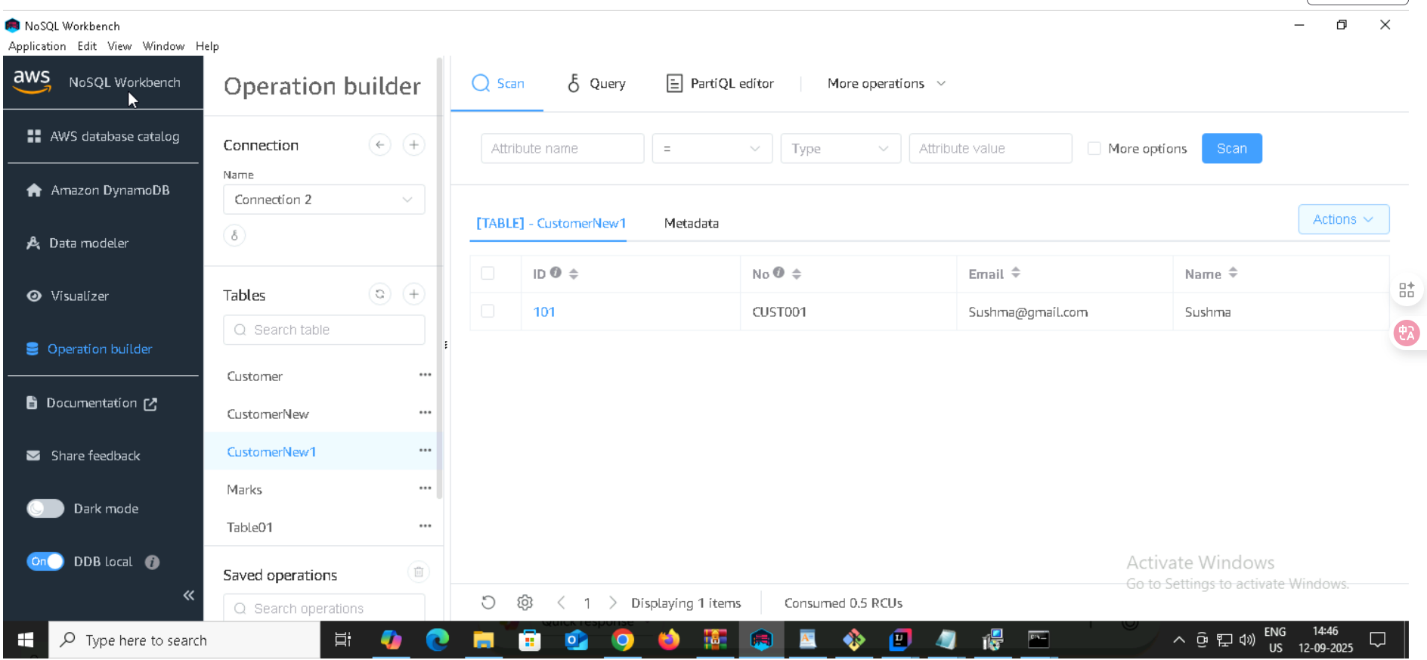 NoSQL Workbench
Application Edit View Window Help
aws NoSQL Workbench
AWS database catalog
Amazon DynamoDB
Data modeler
Visualizer
Operation builder
Documentation
Share feedback
Dark mode
On DDB local
Operation builder
Connection
Name
Connection 2
Tables
Search table
Customer
CustomerNew
CustomerNew1
Marks
Table01
Saved operations
Search operations
Scan Query PartiQL editor More operations
Attribute name = Type Attribute value More options Scan
[TABLE] - CustomerNew1 Metadata Actions
ID No Email Name
101 CUST001 Sushma@gmail.com Sushma
Activate Windows
Go to Settings to activate Windows.
1 Displaying 1 items Consumed 0.5 RCUs
Quick response
Type here to search
ENG 14:46
US 12-09-2025